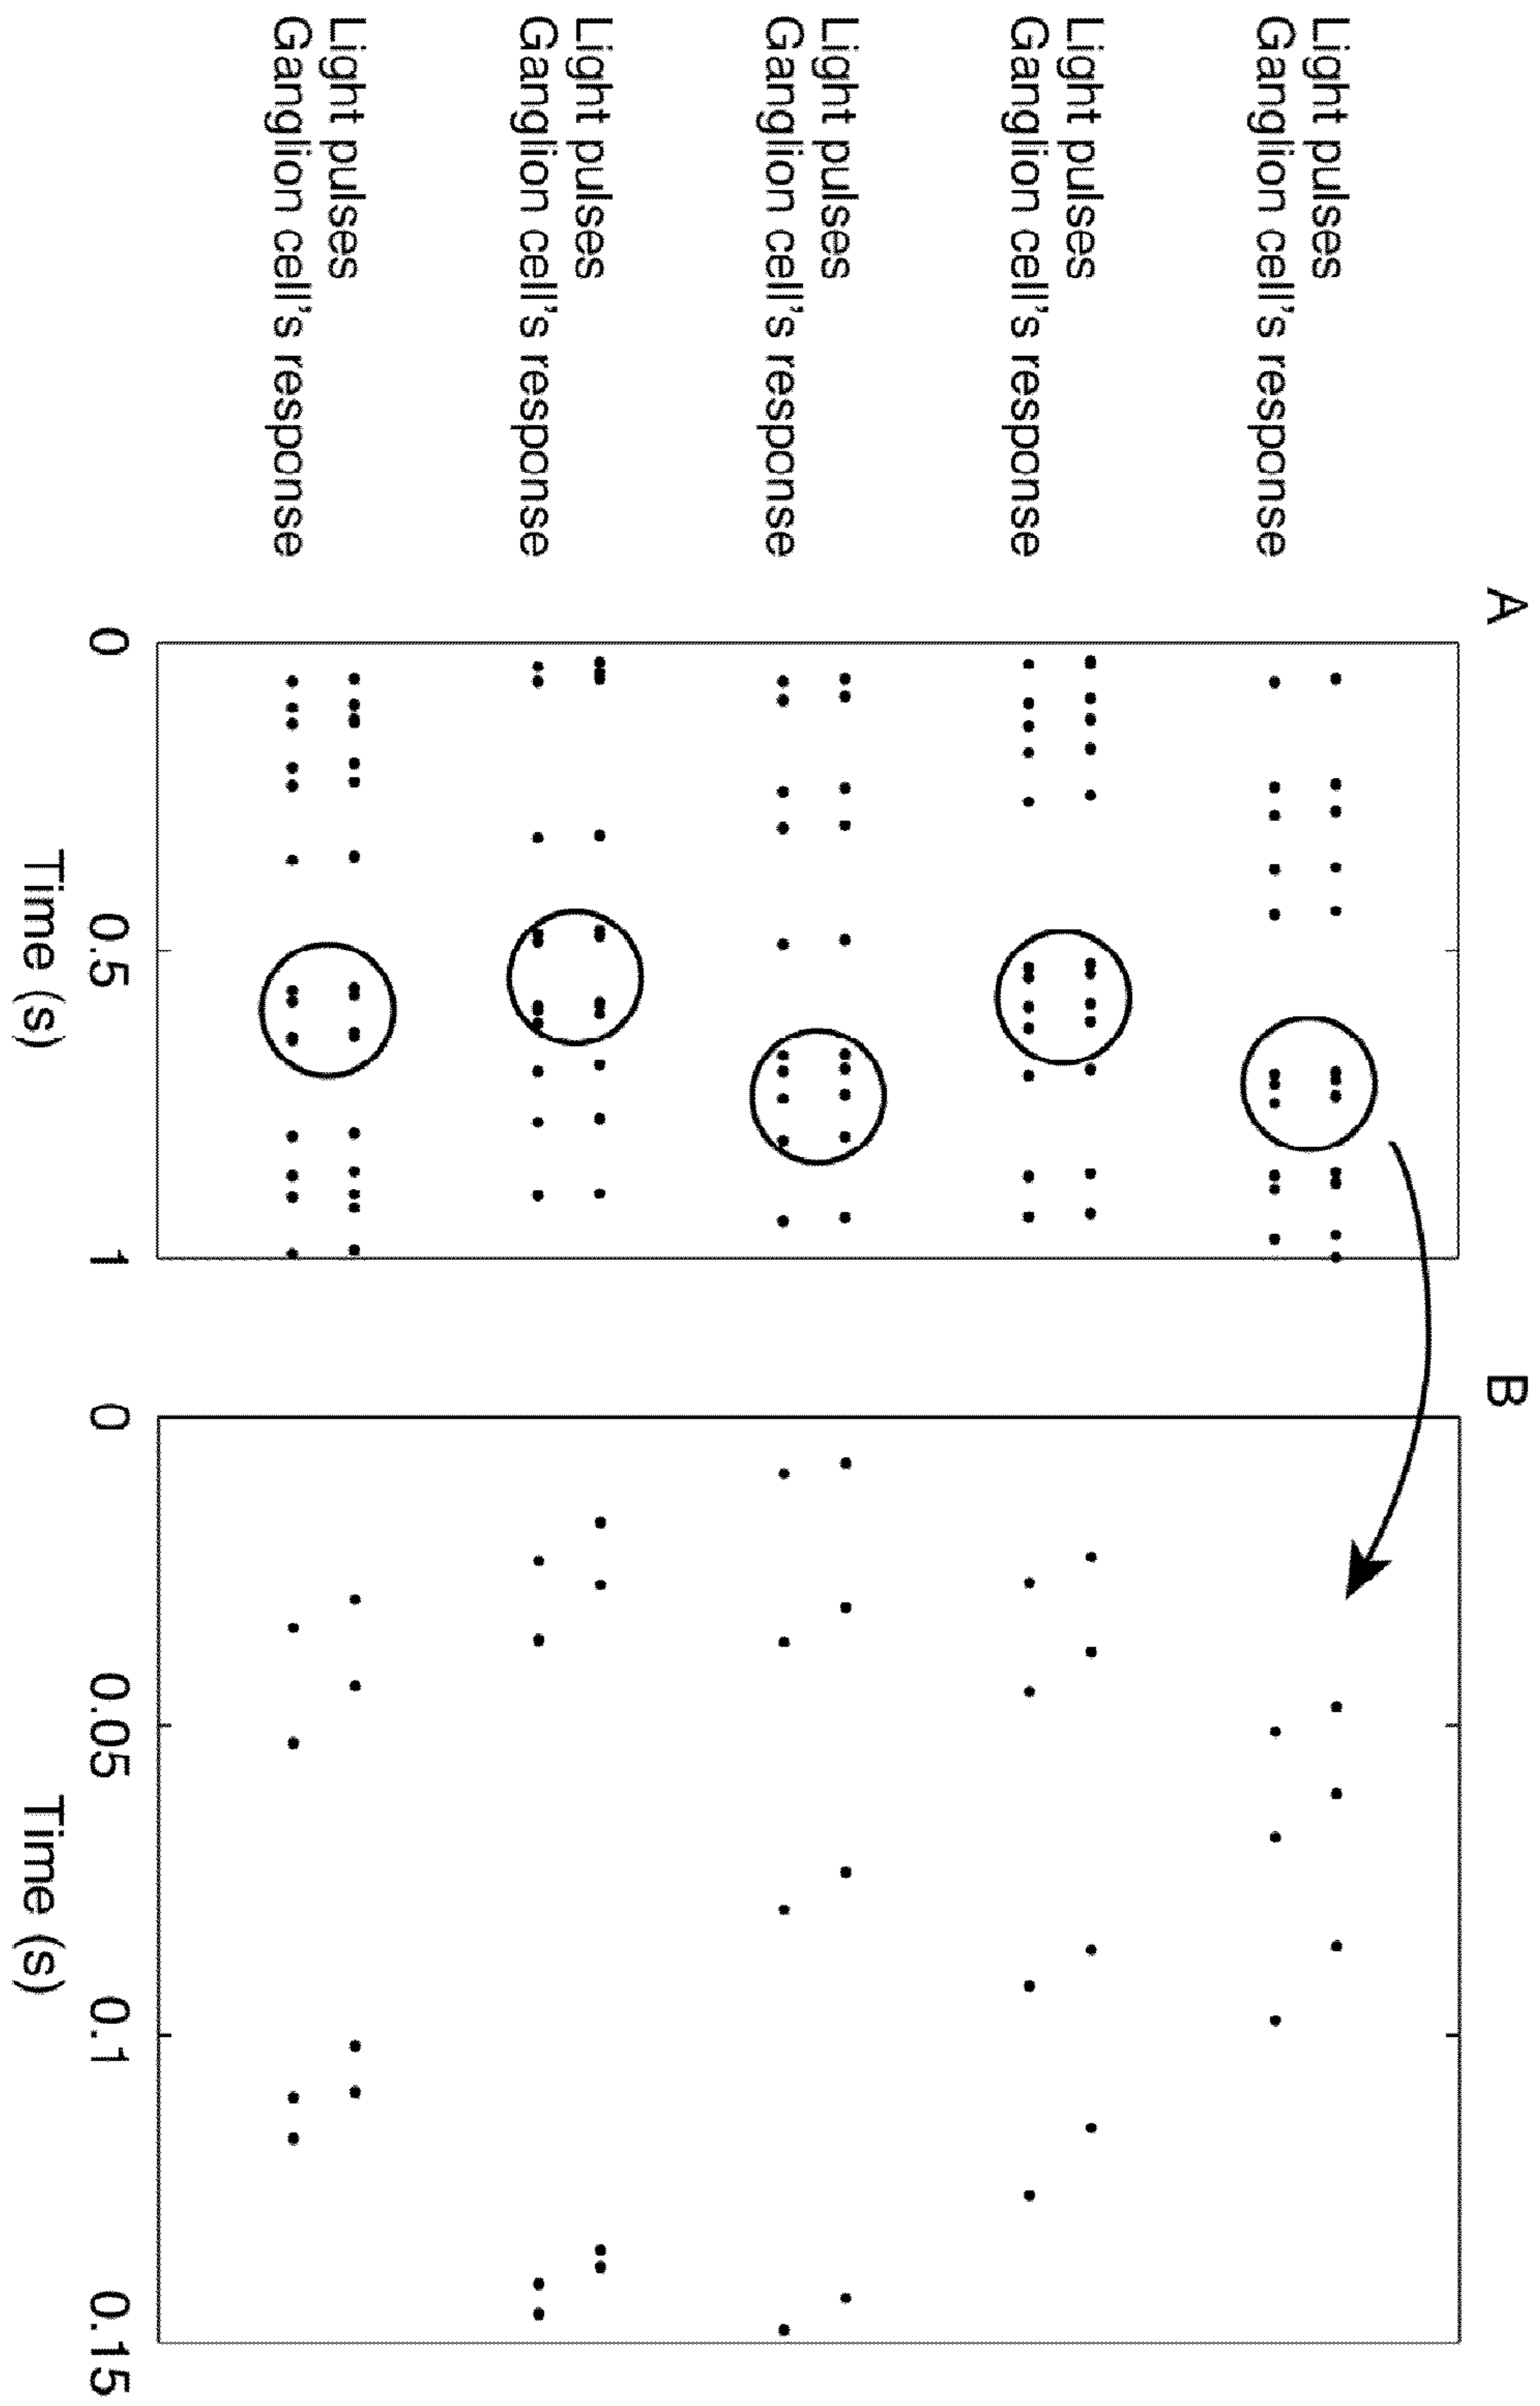 A
B
Light pulses
Ganglion cell's response
Light pulses
Ganglion cell's response
Light pulses
Ganglion cell's response
Light pulses
Ganglion cell's response
Light pulses
Ganglion cell's response
0
0.5
1
0
0.05
0.1
0.15
Time (s)
Time (s)